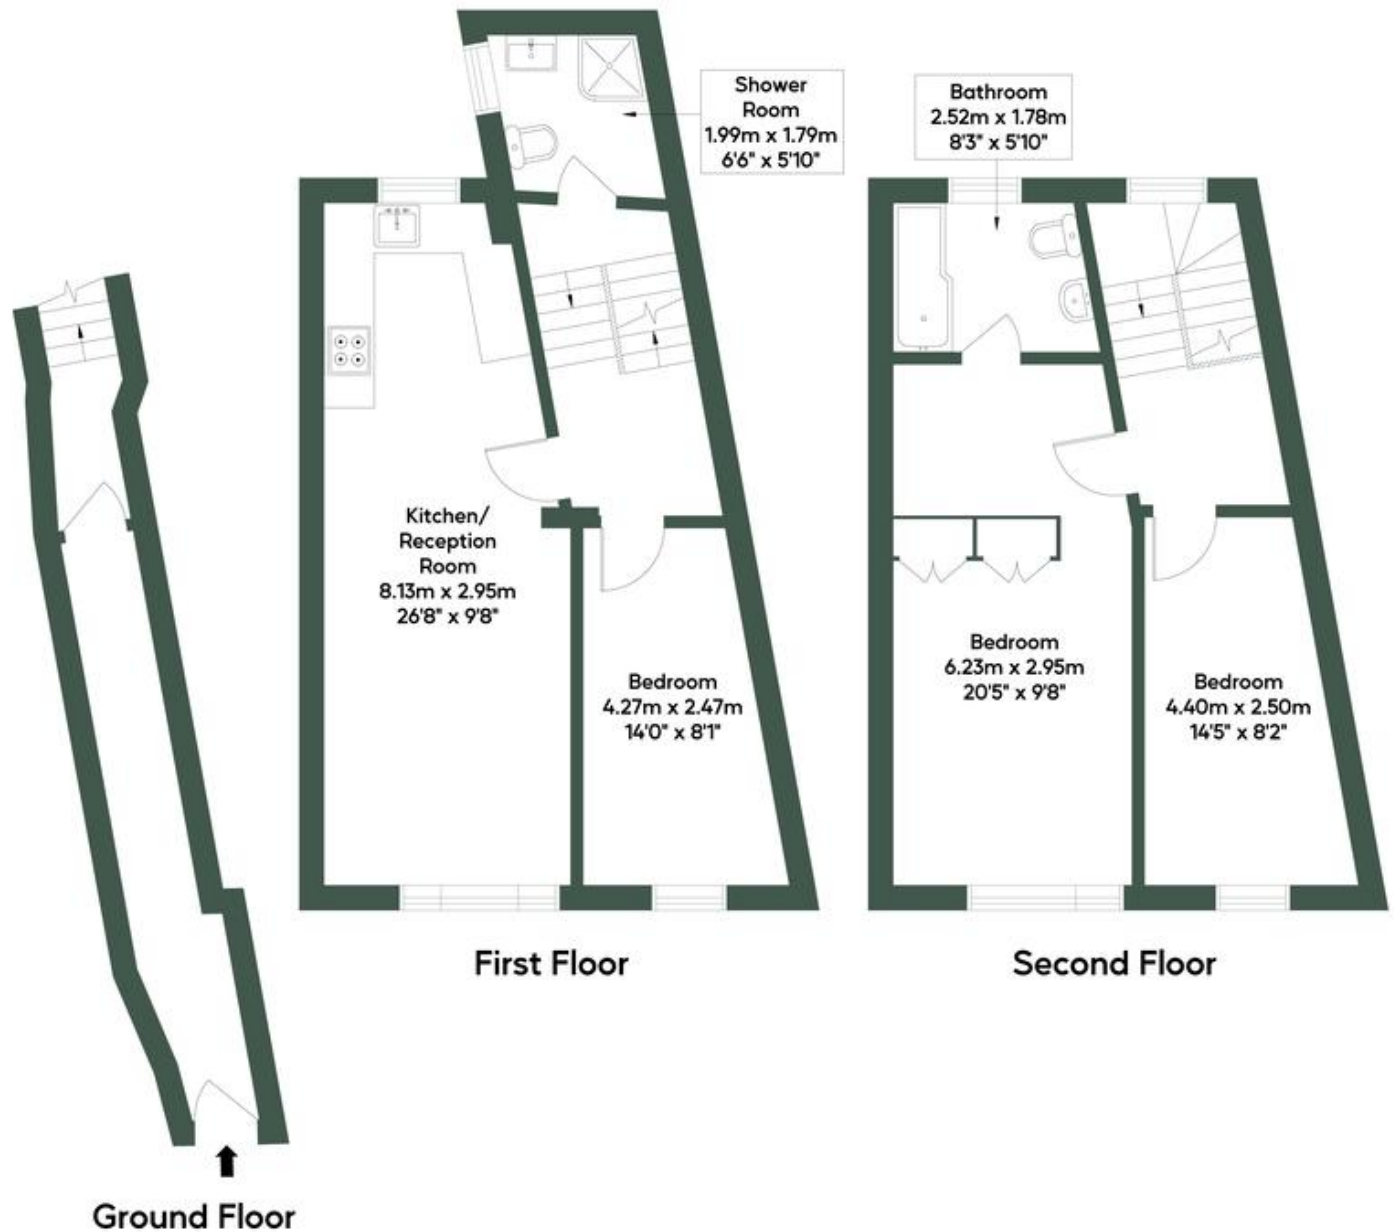 Shower
Room
1.99m x 1.79m
6'6" x 5'10"
Kitchen/
Reception
Room
8.13m x 2.95m
26'8" x 9'8"
Bedroom
4.27m x 2.47m
14'0" x 8'1"
First Floor
Bathroom
2.52m x 1.78m
8'3" x 5'10"
Bedroom
6.23m x 2.95m
20'5" x 9'8"
Bedroom
4.40m x 2.50m
14'5" x 8'2"
Second Floor
Ground Floor